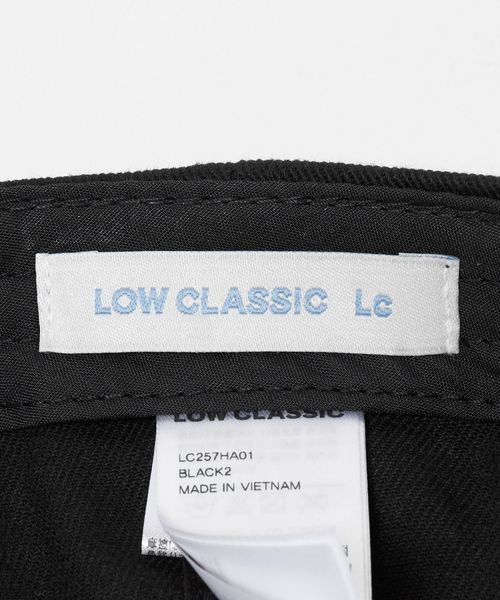 LOW CLASSIC Lc
LOW CLASSIC
LC257HA01
BLACK2
MADE IN VIETNAM